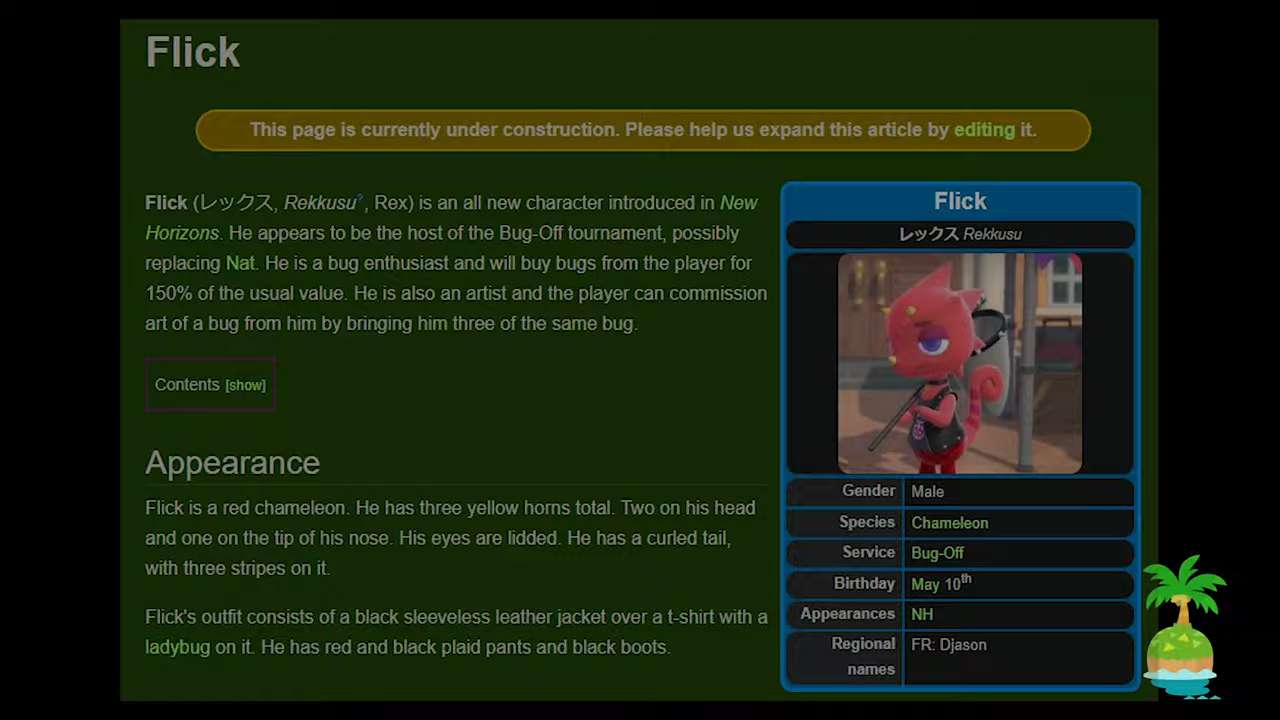 Flick
This page is currently under construction. Please help us expand this article by editing it.
Flick (レックス, Rekkusu?, Rex) is an all new character introduced in New
Horizons. He appears to be the host of the Bug-Off tournament, possibly
replacing Nat. He is a bug enthusiast and will buy bugs from the player for
150% of the usual value. He is also an artist and the player can commission
art of a bug from him by bringing him three of the same bug.
Contents [show]
Appearance
Flick is a red chameleon. He has three yellow horns total. Two on his head
and one on the tip of his nose. His eyes are lidded. He has a curled tail,
with three stripes on it.
Flick's outfit consists of a black sleeveless leather jacket over a t-shirt with a
ladybug on it. He has red and black plaid pants and black boots.
Flick
レックス Rekkusu
Gender Male
Species Chameleon
Service Bug-Off
Birthday May 10th
Appearances NH
Regional FR: Djason
names